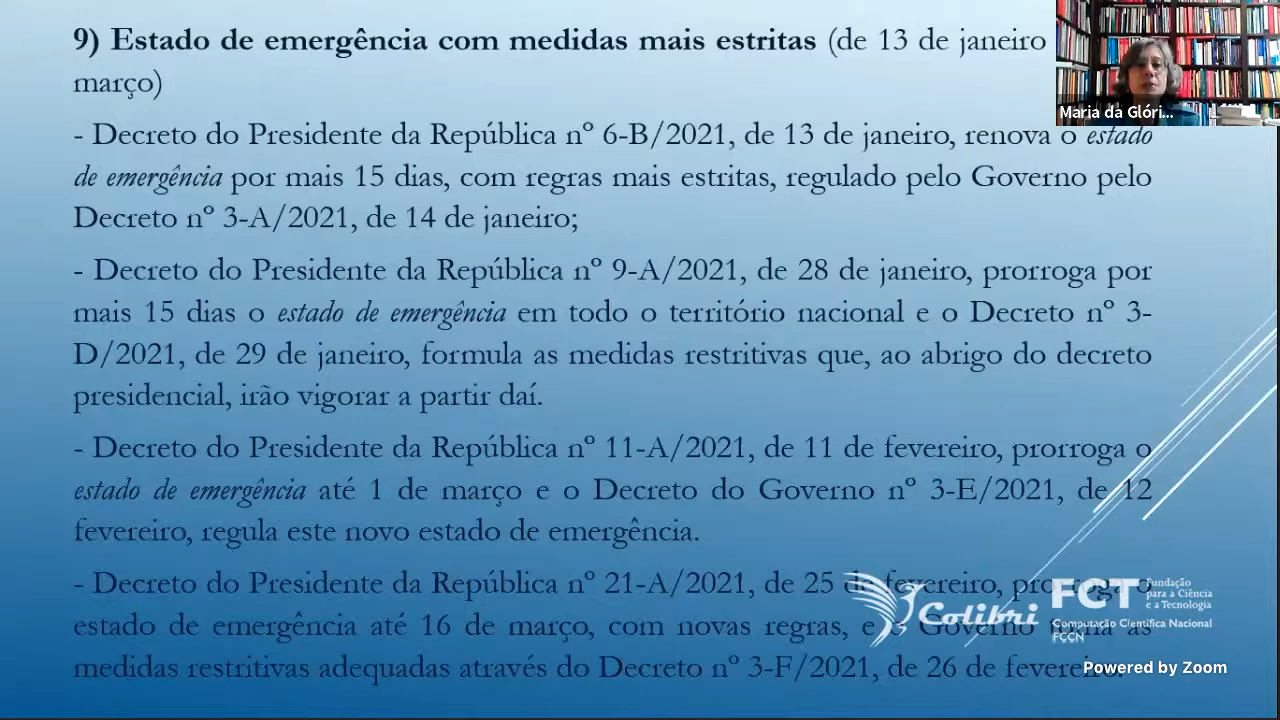 9) Estado de emergência com medidas mais estritas (de 13 de janeiro
março)
Maria da Glóri...
- Decreto do Presidente da República nº 6-B/2021, de 13 de janeiro, renova o estado
de emergência por mais 15 dias, com regras mais estritas, regulado pelo Governo pelo
Decreto nº 3-A/2021, de 14 de janeiro;
- Decreto do Presidente da República nº 9-A/2021, de 28 de janeiro, prorroga por
mais 15 dias o estado de emergência em todo o território nacional e o Decreto nº 3-
D/2021, de 29 de janeiro, formula as medidas restritivas que, ao abrigo do decreto
presidencial, irão vigorar a partir daí.
- Decreto do Presidente da República nº 11-A/2021, de 11 de fevereiro, prorroga o
estado de emergência até 1 de março e o Decreto do Governo nº 3-E/2021, de 12
fevereiro, regula este novo estado de emergência.
- Decreto do Presidente da República nº 21-A/2021, de 25 de fevereiro, prorroga o
estado de emergência até 16 de março, com novas regras, e o Governo as
medidas restritivas adequadas através do Decreto nº 3-F/2021, de 26 de fevereiro.
Colibri
FCT Fundação
para a Ciência
e a Tecnologia
Computação Científica Nacional
FCCN
Powered by Zoom